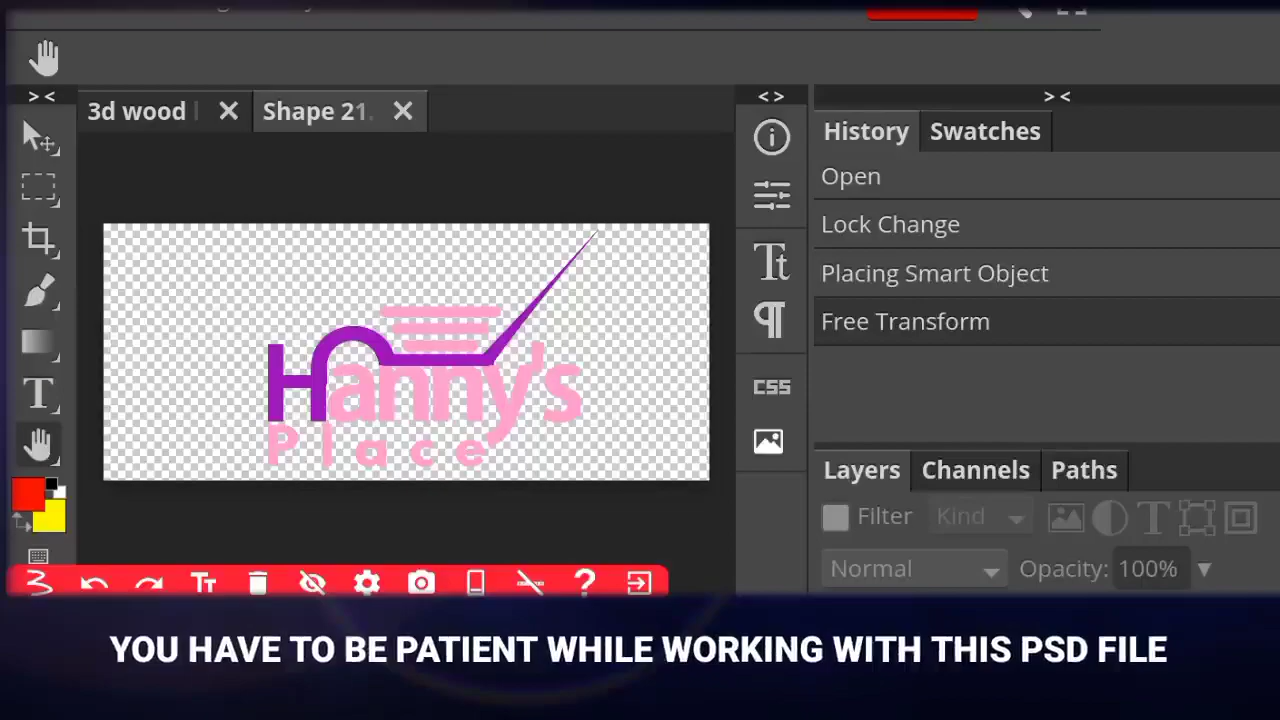 3d wood
Shape 21.
History
Swatches
Open
Lock Change
Placing Smart Object
Free Transform
Hanny's
Place
CSS
Layers
Channels
Paths
Filter
Kind
Normal
Opacity:
100%
YOU HAVE TO BE PATIENT WHILE WORKING WITH THIS PSD FILE